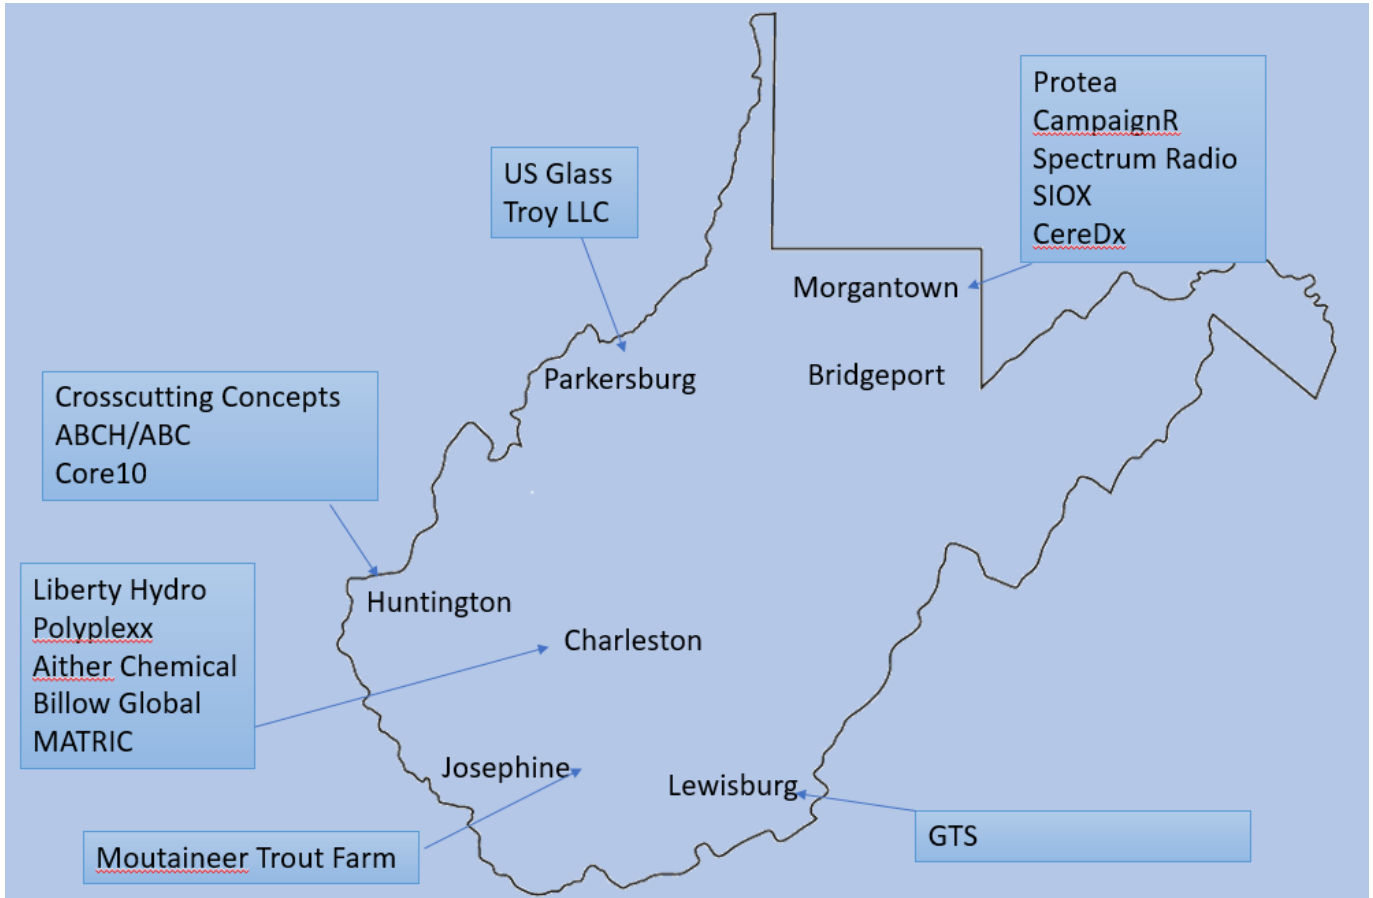 Protea
CampaignR
Spectrum Radio
SIOX
CereDx
US Glass
Troy LLC
Morgantown
Parkersburg
Bridgeport
Crosscutting Concepts
ABCH/ABC
Core10
Huntington
Liberty Hydro
Polyplexx
Aither Chemical
Billow Global
MATRIC
Charleston
Josephine
Lewisburg
Moutaineer Trout Farm
GTS